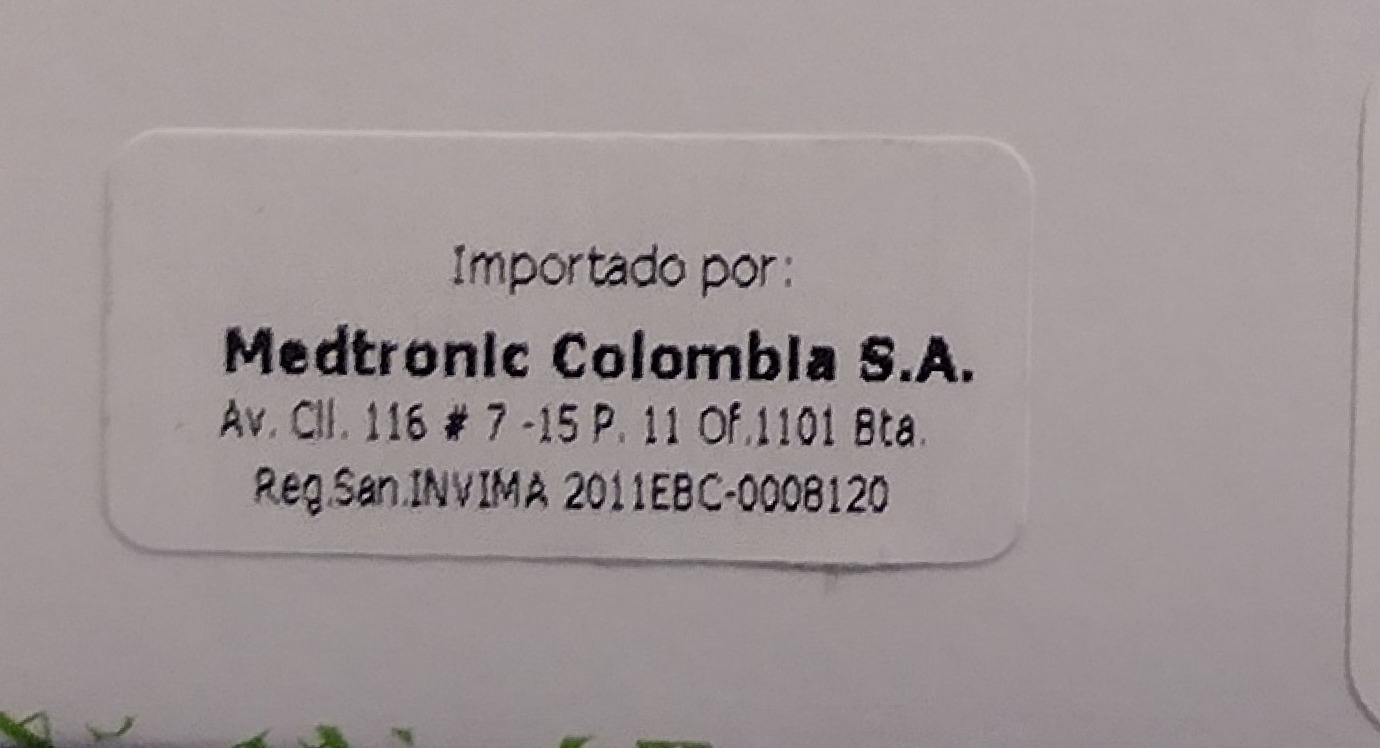 Importado por:
Medtronic Colombia S.A.
Av. Cll. 116 # 7 -15 P. 11 Of.1101 Bta.
Reg.San.INVIMA 2011EBC-0008120